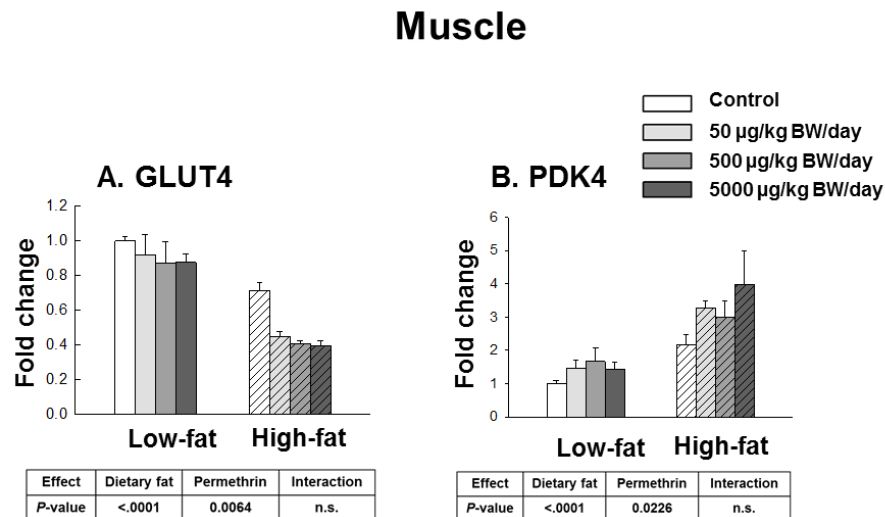 Muscle
Control
50 µg/kg BW/day
500 µg/kg BW/day
5000 µg/kg BW/day
A. GLUT4
Fold change
1.2
1.0
0.8
0.6
0.4
0.2
0.0
Low-fat High-fat
Effect Dietary fat Permethrin Interaction
P-value <.0001 0.0064 n.s.
B. PDK4
Fold change
6
5
4
3
2
1
0
Low-fat High-fat
Effect Dietary fat Permethrin Interaction
P-value <.0001 0.0226 n.s.